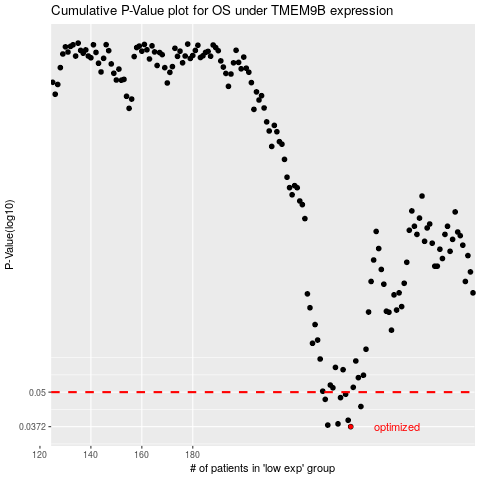 Cumulative P-Value plot for OS under TMEM9B expression
P-Value(log10)
0.05
0.0372
optimized
120 140 160 180
# of patients in 'low exp' group